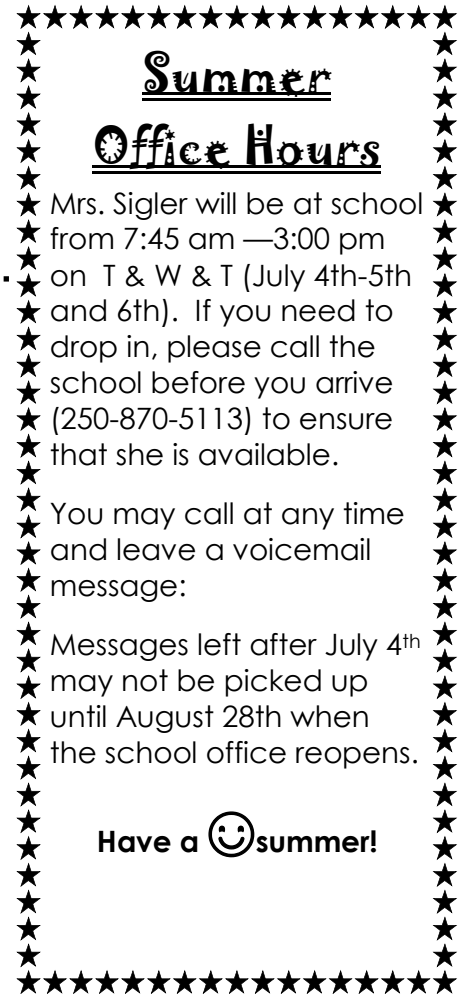 Summer
Office Hours
Mrs. Sigler will be at school
from 7:45 am —3:00 pm
on  T & W & T (July 4th-5th
and 6th).  If you need to
drop in, please call the
school before you arrive
(250-870-5113) to ensure
that she is available.
You may call at any time
and leave a voicemail
message:
Messages left after July 4th
may not be picked up
until August 28th when
the school office reopens.
Have a ☺summer!